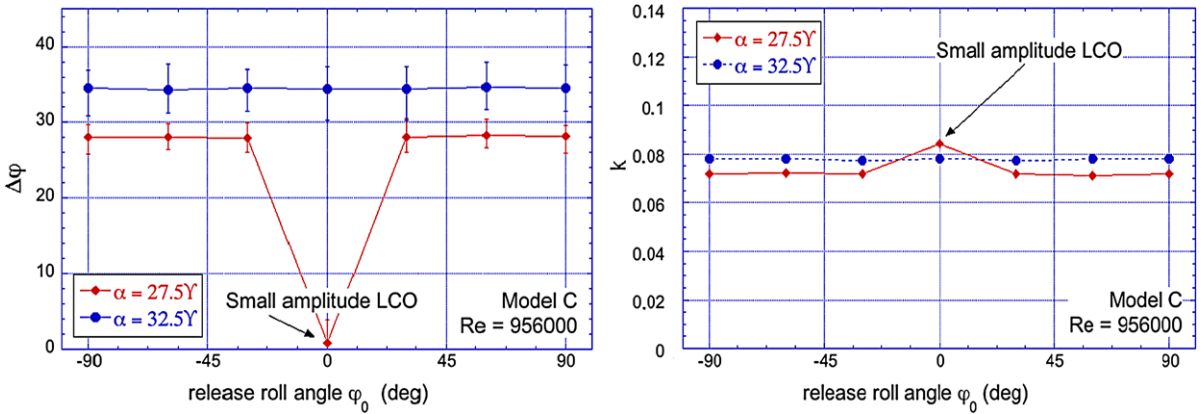 40
30
20
10
0
Δφ
α = 27.5ϒ
α = 32.5ϒ
Small amplitude LCO
Model C
Re = 956000
-90 -45 0 45 90
release roll angle φ0 (deg)
0.14
0.12
0.1
0.08
0.06
0.04
0.02
0
k
α = 27.5ϒ
α = 32.5ϒ
Small amplitude LCO
Model C
Re = 956000
-90 -45 0 45 90
release roll angle φ0 (deg)